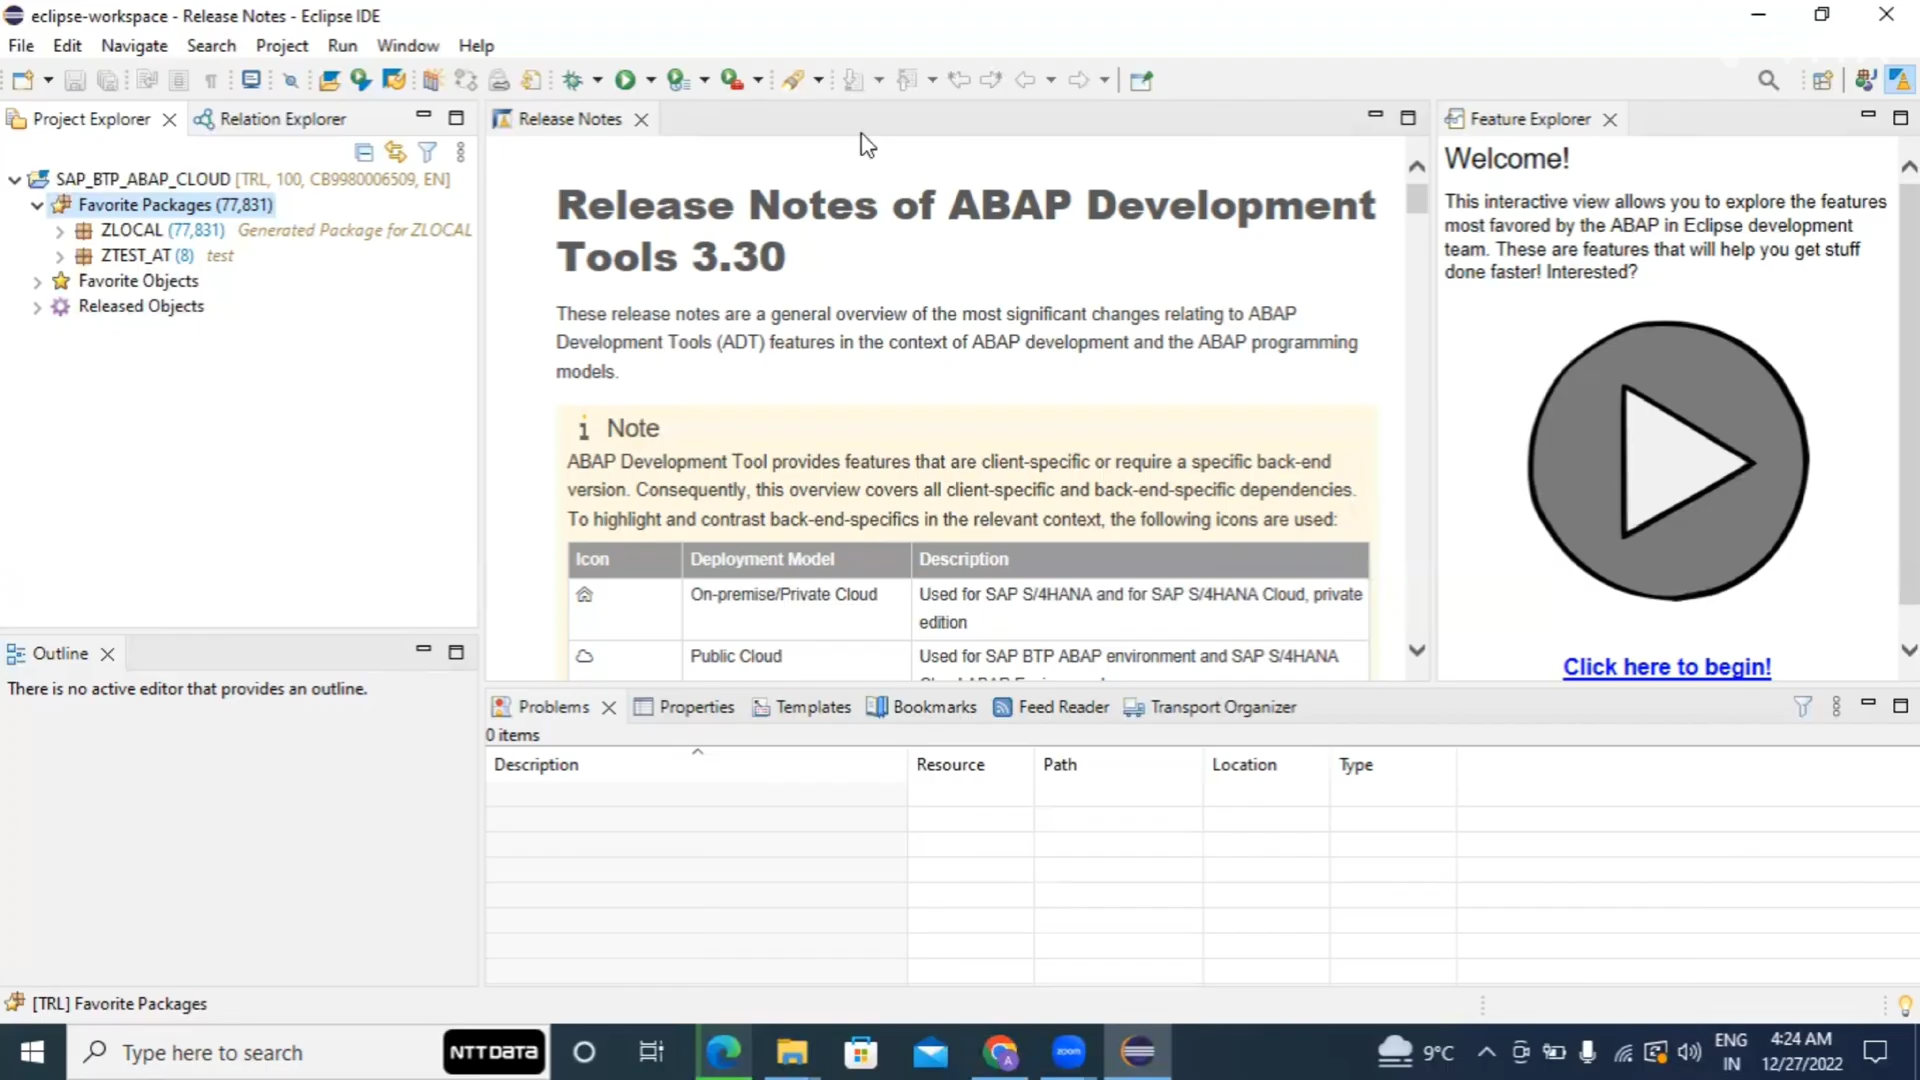 eclipse-workspace - Release Notes - Eclipse IDE
File Edit Navigate Search Project Run Window Help
Project Explorer Relation Explorer
SAP_BTP_ABAP_CLOUD [TRL, 100, CB9980006509, EN]
Favorite Packages (77,831)
ZLOCAL (77,831) Generated Package for ZLOCAL
ZTEST_AT (8) test
Favorite Objects
Released Objects
Outline
There is no active editor that provides an outline.
Release Notes
Release Notes of ABAP Development
Tools 3.30
These release notes are a general overview of the most significant changes relating to ABAP
Development Tools (ADT) features in the context of ABAP development and the ABAP programming
models.
i Note
ABAP Development Tool provides features that are client-specific or require a specific back-end
version. Consequently, this overview covers all client-specific and back-end-specific dependencies.
To highlight and contrast back-end-specifics in the relevant context, the following icons are used:
Icon Deployment Model Description
On-premise/Private Cloud Used for SAP S/4HANA and for SAP S/4HANA Cloud, private
edition
Public Cloud Used for SAP BTP ABAP environment and SAP S/4HANA
Feature Explorer
Welcome!
This interactive view allows you to explore the features
most favored by the ABAP in Eclipse development
team. These are features that will help you get stuff
done faster! Interested?
Click here to begin!
Problems Properties Templates Bookmarks Feed Reader Transport Organizer
0 items
Description Resource Path Location Type
[TRL] Favorite Packages
Type here to search NTT DATA zoom 9°C ENG 4:24 AM
IN 12/27/2022